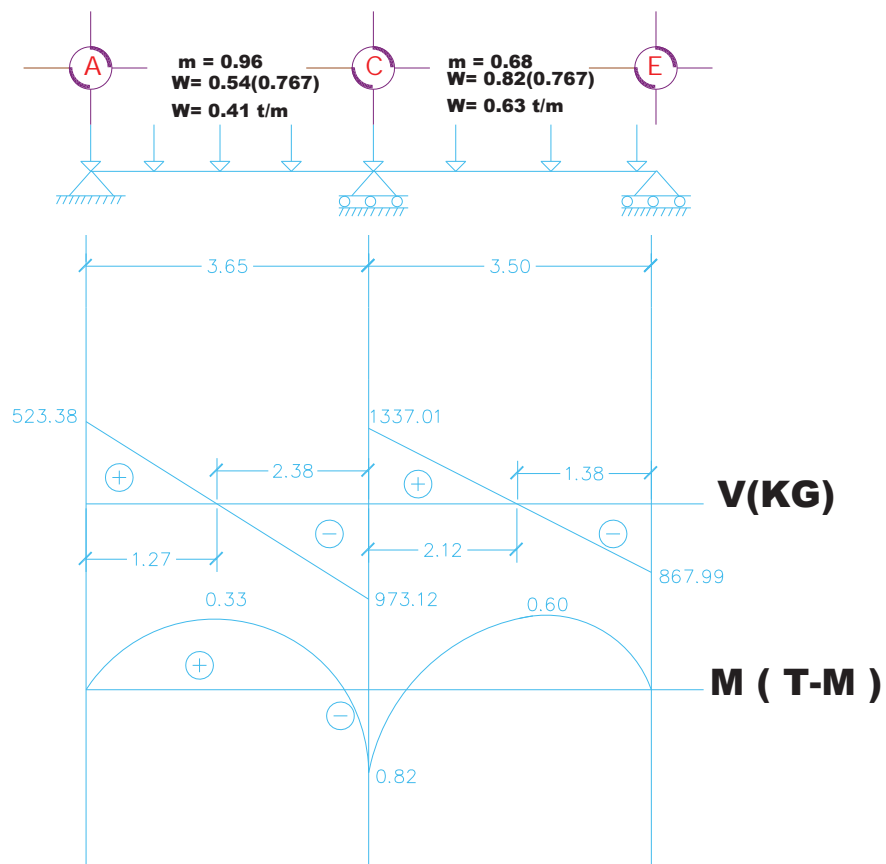 A
C
E
m = 0.96
W= 0.54(0.767)
W= 0.41 t/m
m = 0.68
W= 0.82(0.767)
W= 0.63 t/m
3.65
3.50
523.38
1337.01
2.38
1.38
V(KG)
1.27
2.12
973.12
867.99
0.33
0.60
M ( T-M )
0.82